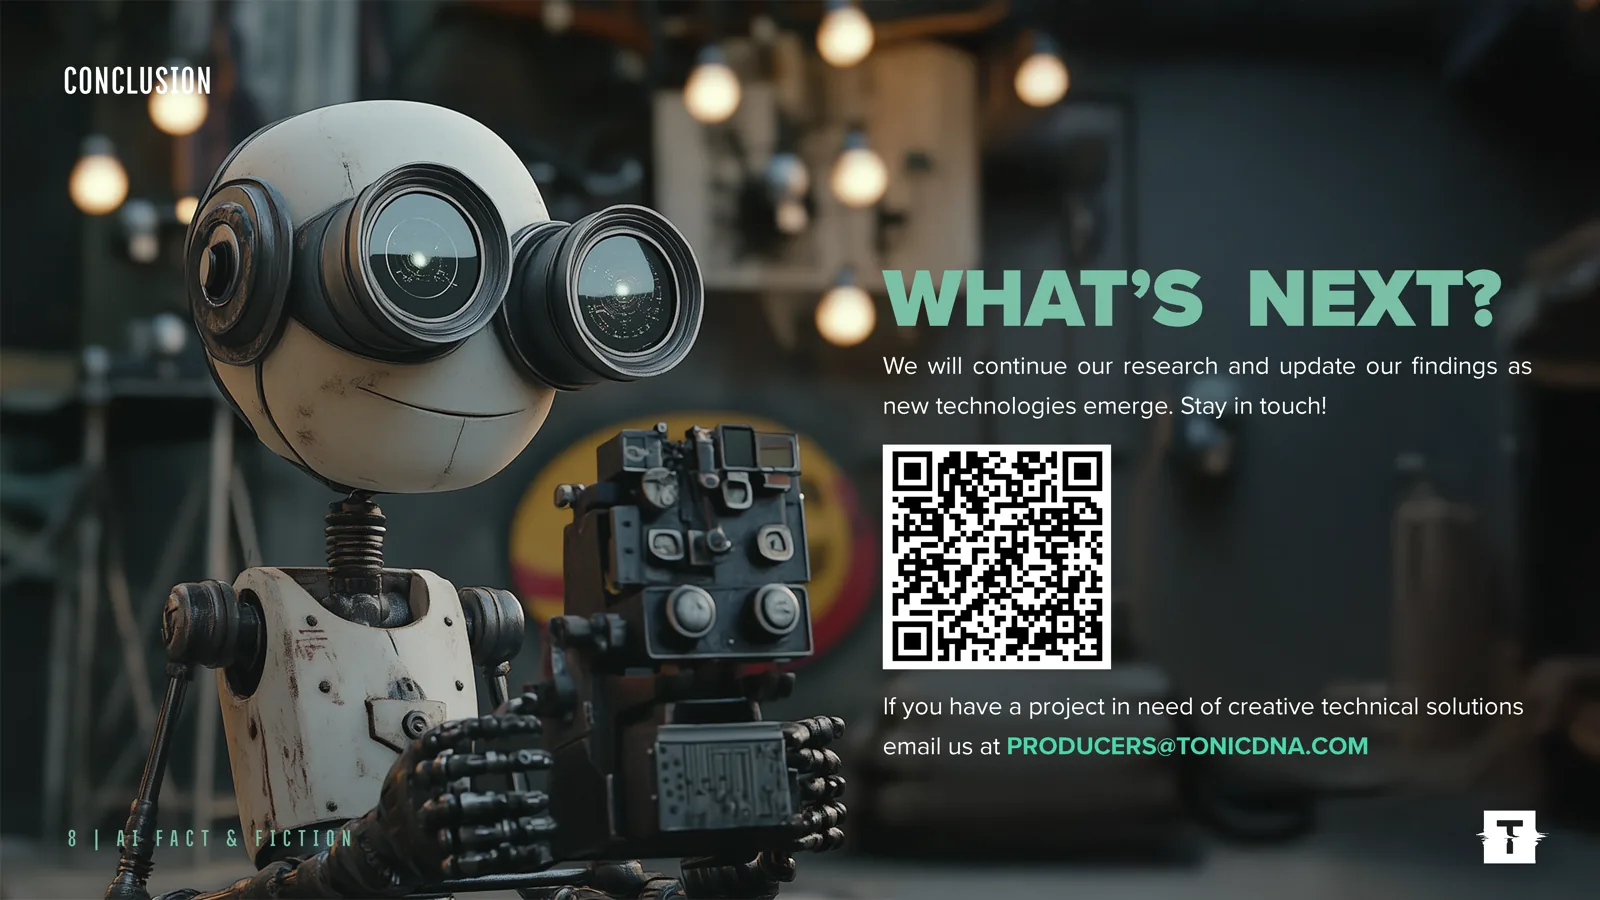 CONCLUSION
WHAT'S NEXT?
We will continue our research and update our findings as
new technologies emerge. Stay in touch!
If you have a project in need of creative technical solutions
email us at PRODUCERS@TONICDNA.COM
8 | AI FACT & FICTION
T